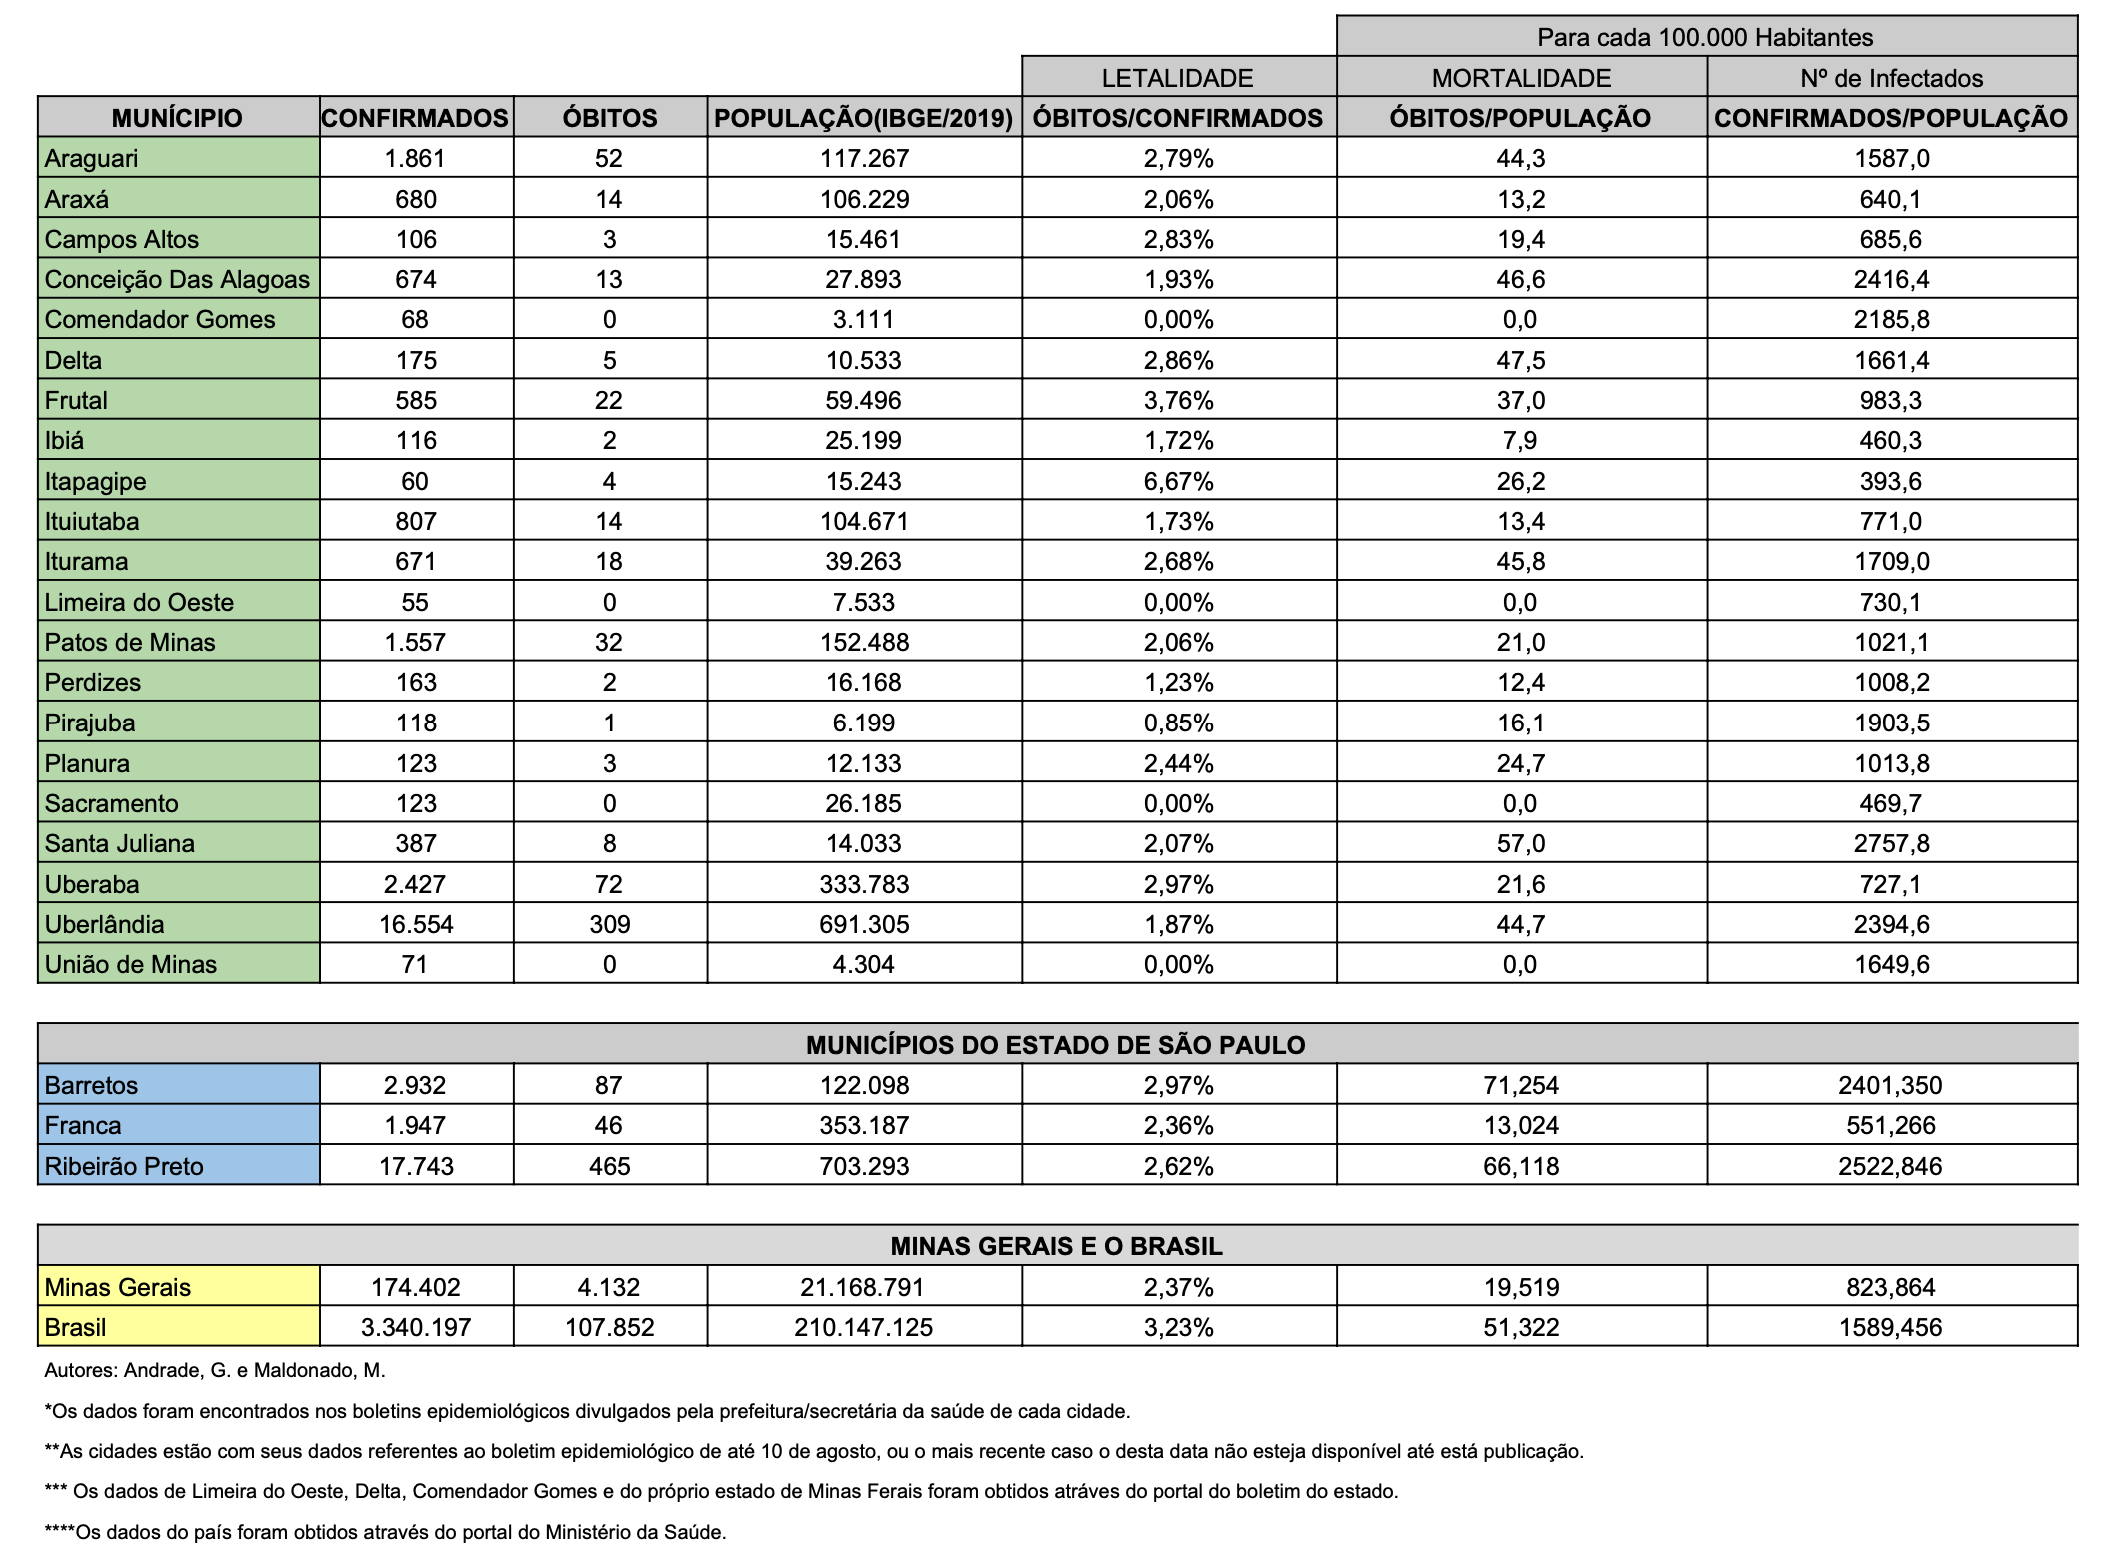 Para cada 100.000 Habitantes
LETALIDADE MORTALIDADE Nº de Infectados
MUNÍCIPIO CONFIRMADOS ÓBITOS POPULAÇÃO(IBGE/2019) ÓBITOS/CONFIRMADOS ÓBITOS/POPULAÇÃO CONFIRMADOS/POPULAÇÃO
Araguari 1.861 52 117.267 2,79% 44,3 1587,0
Araxá 680 14 106.229 2,06% 13,2 640,1
Campos Altos 106 3 15.461 2,83% 19,4 685,6
Conceição Das Alagoas 674 13 27.893 1,93% 46,6 2416,4
Comendador Gomes 68 0 3.111 0,00% 0,0 2185,8
Delta 175 5 10.533 2,86% 47,5 1661,4
Frutal 585 22 59.496 3,76% 37,0 983,3
Ibiá 116 2 25.199 1,72% 7,9 460,3
Itapagipe 60 4 15.243 6,67% 26,2 393,6
Ituiutaba 807 14 104.671 1,73% 13,4 771,0
Iturama 671 18 39.263 2,68% 45,8 1709,0
Limeira do Oeste 55 0 7.533 0,00% 0,0 730,1
Patos de Minas 1.557 32 152.488 2,06% 21,0 1021,1
Perdizes 163 2 16.168 1,23% 12,4 1008,2
Pirajuba 118 1 6.199 0,85% 16,1 1903,5
Planura 123 3 12.133 2,44% 24,7 1013,8
Sacramento 123 0 26.185 0,00% 0,0 469,7
Santa Juliana 387 8 14.033 2,07% 57,0 2757,8
Uberaba 2.427 72 333.783 2,97% 21,6 727,1
Uberlândia 16.554 309 691.305 1,87% 44,7 2394,6
União de Minas 71 0 4.304 0,00% 0,0 1649,6
MUNICÍPIOS DO ESTADO DE SÃO PAULO
Barretos 2.932 87 122.098 2,97% 71,254 2401,350
Franca 1.947 46 353.187 2,36% 13,024 551,266
Ribeirão Preto 17.743 465 703.293 2,62% 66,118 2522,846
MINAS GERAIS E O BRASIL
Minas Gerais 174.402 4.132 21.168.791 2,37% 19,519 823,864
Brasil 3.340.197 107.852 210.147.125 3,23% 51,322 1589,456
Autores: Andrade, G. e Maldonado, M.
*Os dados foram encontrados nos boletins epidemiológicos divulgados pela prefeitura/secretária da saúde de cada cidade.
**As cidades estão com seus dados referentes ao boletim epidemiológico de até 10 de agosto, ou o mais recente caso o desta data não esteja disponível até está publicação.
*** Os dados de Limeira do Oeste, Delta, Comendador Gomes e do próprio estado de Minas Ferais foram obtidos atráves do portal do boletim do estado.
****Os dados do país foram obtidos através do portal do Ministério da Saúde.